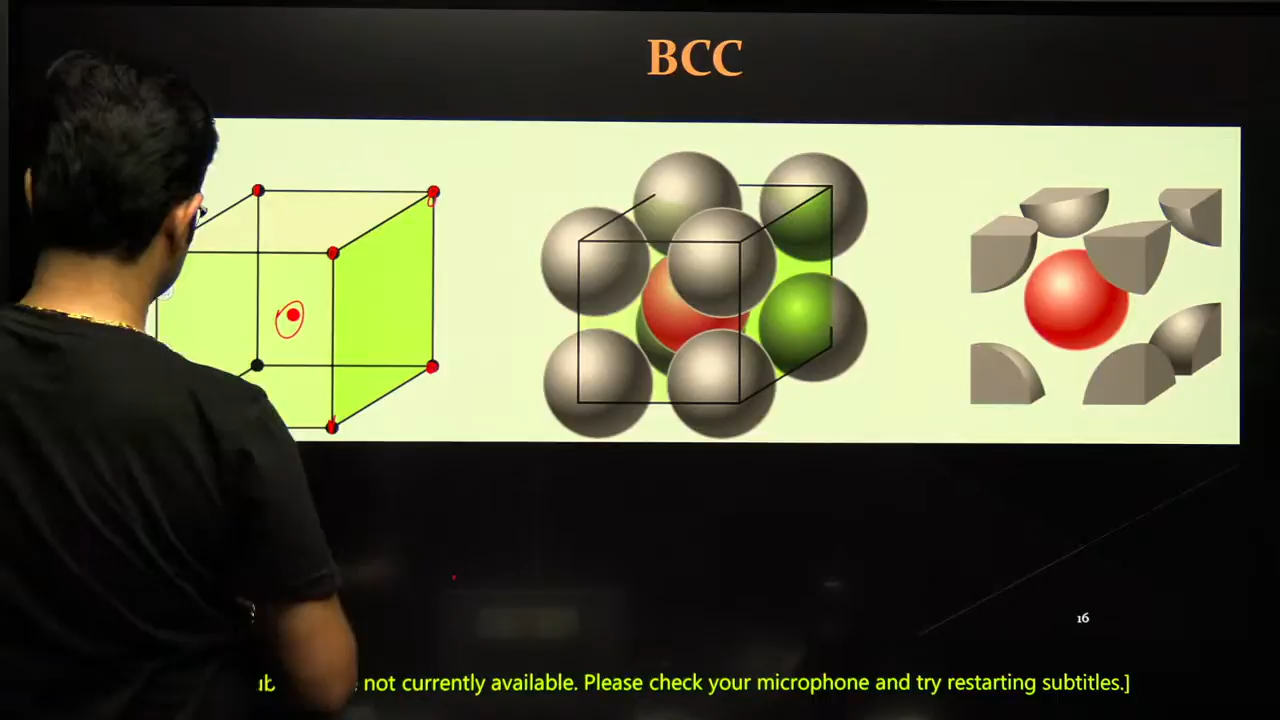 BCC
16
not currently available. Please check your microphone and try restarting subtitles.]